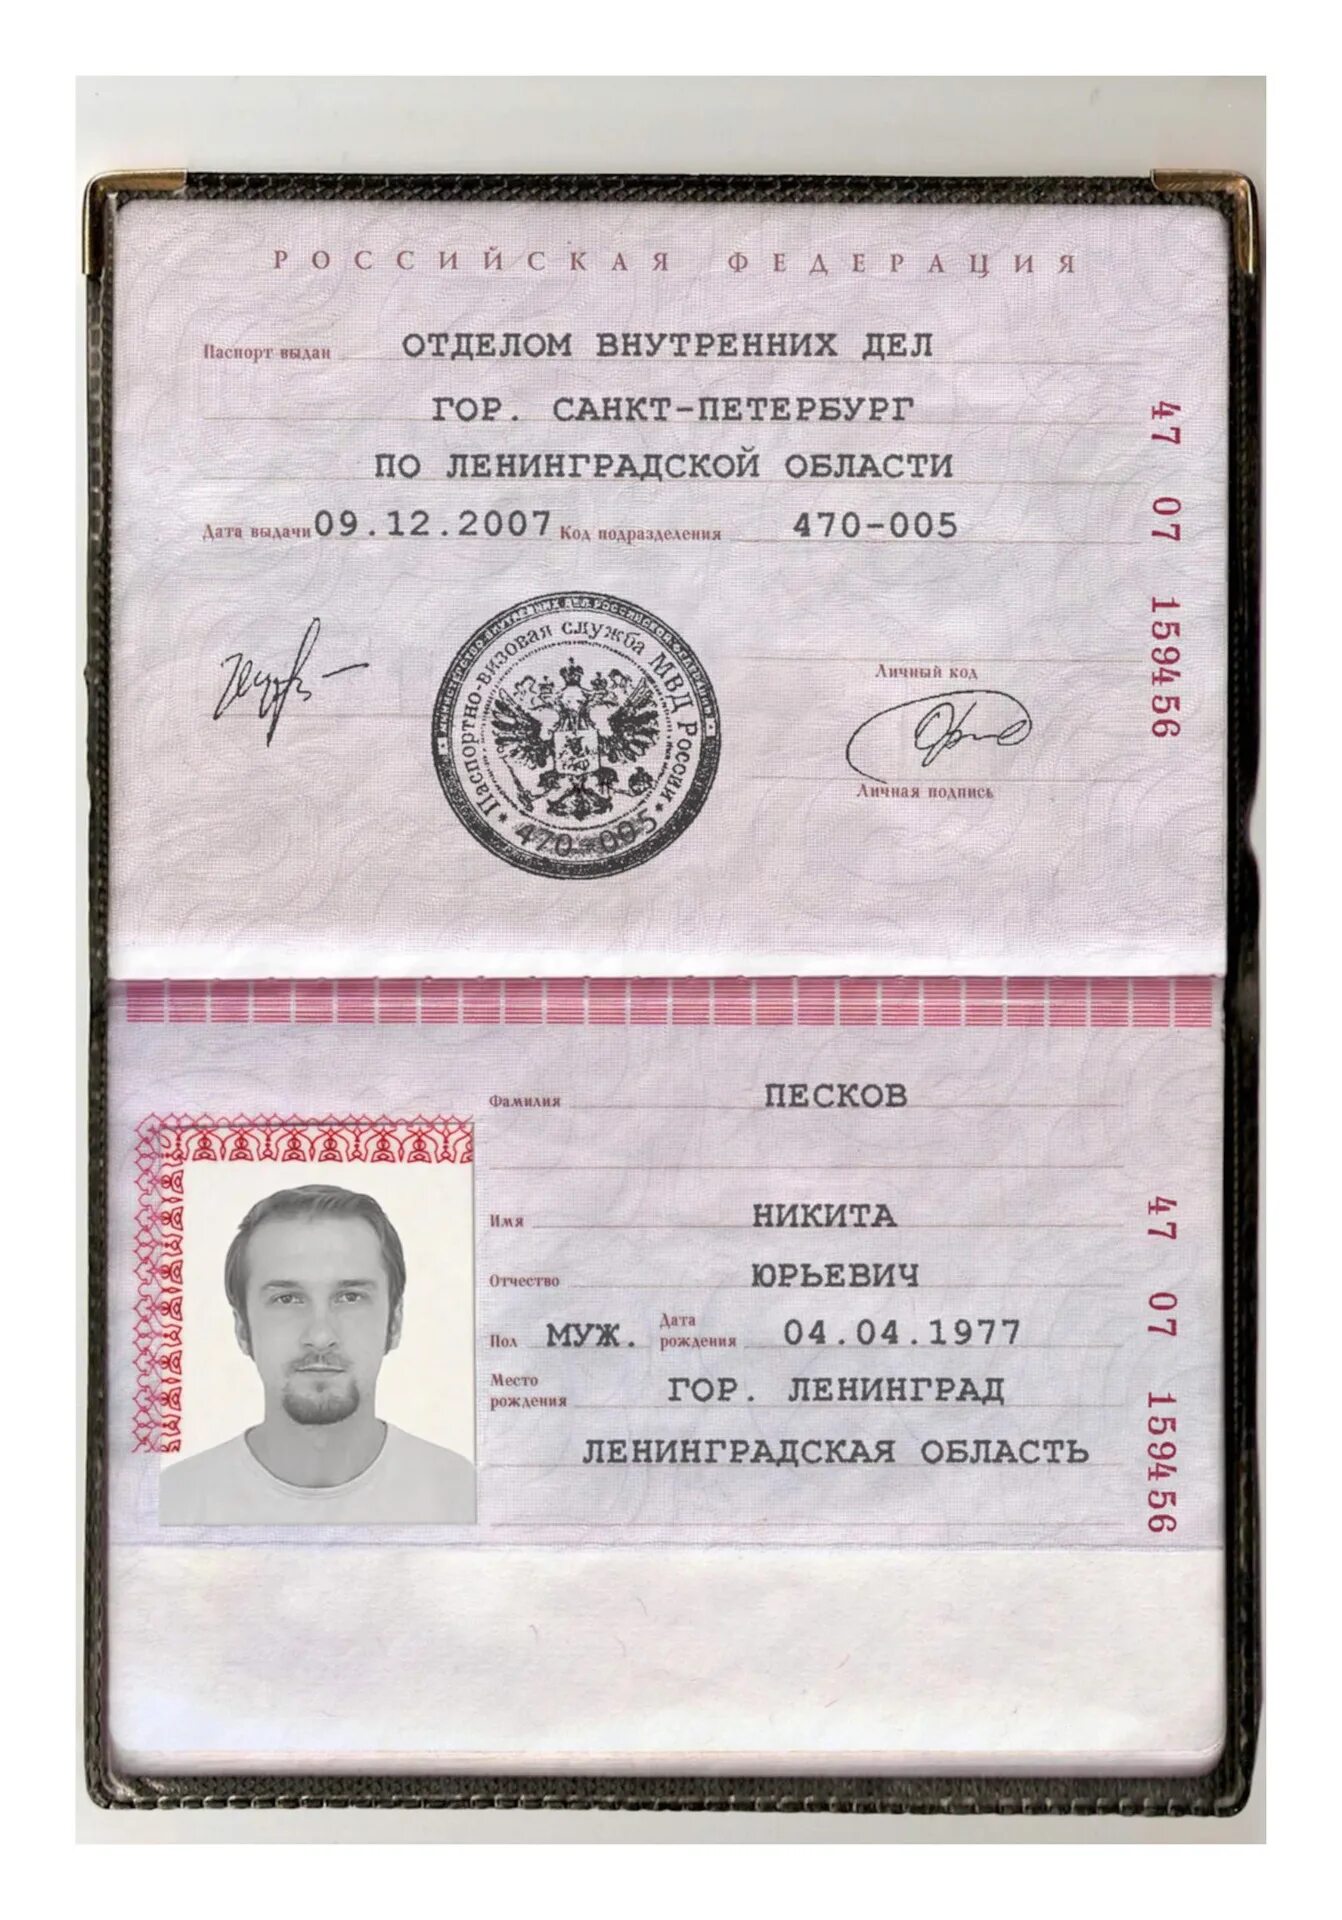 РОССИЙСКАЯ ФЕДЕРАЦИЯ
Паспорт выдан ОТДЕЛОМ ВНУТРЕННИХ ДЕЛ
ГОР. САНКТ-ПЕТЕРБУРГ
ПО ЛЕНИНГРАДСКОЙ ОБЛАСТИ
Дата выдачи 09.12.2007 Код подразделения 470-005
47 07 159456
Паспортно-визовая служба МВД России
470-005
Личный код
Личная подпись
Фамилия ПЕСКОВ
Имя НИКИТА
Отчество ЮРЬЕВИЧ
Пол МУЖ. Дата рождения 04.04.1977
Место рождения ГОР. ЛЕНИНГРАД
ЛЕНИНГРАДСКАЯ ОБЛАСТЬ
47 07 159456